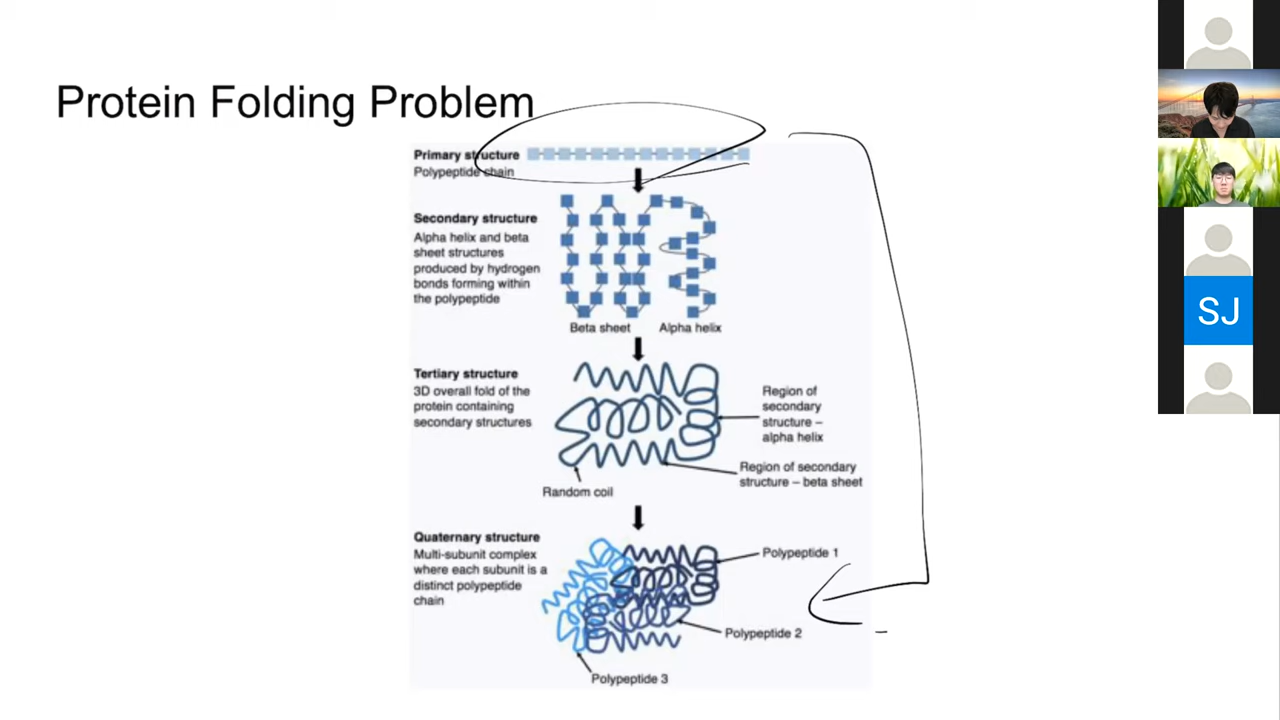 Protein Folding Problem
Primary structure
Polypeptide chain
Secondary structure
Alpha helix and beta
sheet structures
produced by hydrogen
bonds forming within
the polypeptide
Beta sheet
Alpha helix
Tertiary structure
3D overall fold of the
protein containing
secondary structures
Region of
secondary
structure –
alpha helix
Region of secondary
structure – beta sheet
Random coil
Quaternary structure
Multi-subunit complex
where each subunit is a
distinct polypeptide
chain
Polypeptide 1
Polypeptide 2
Polypeptide 3
SJ